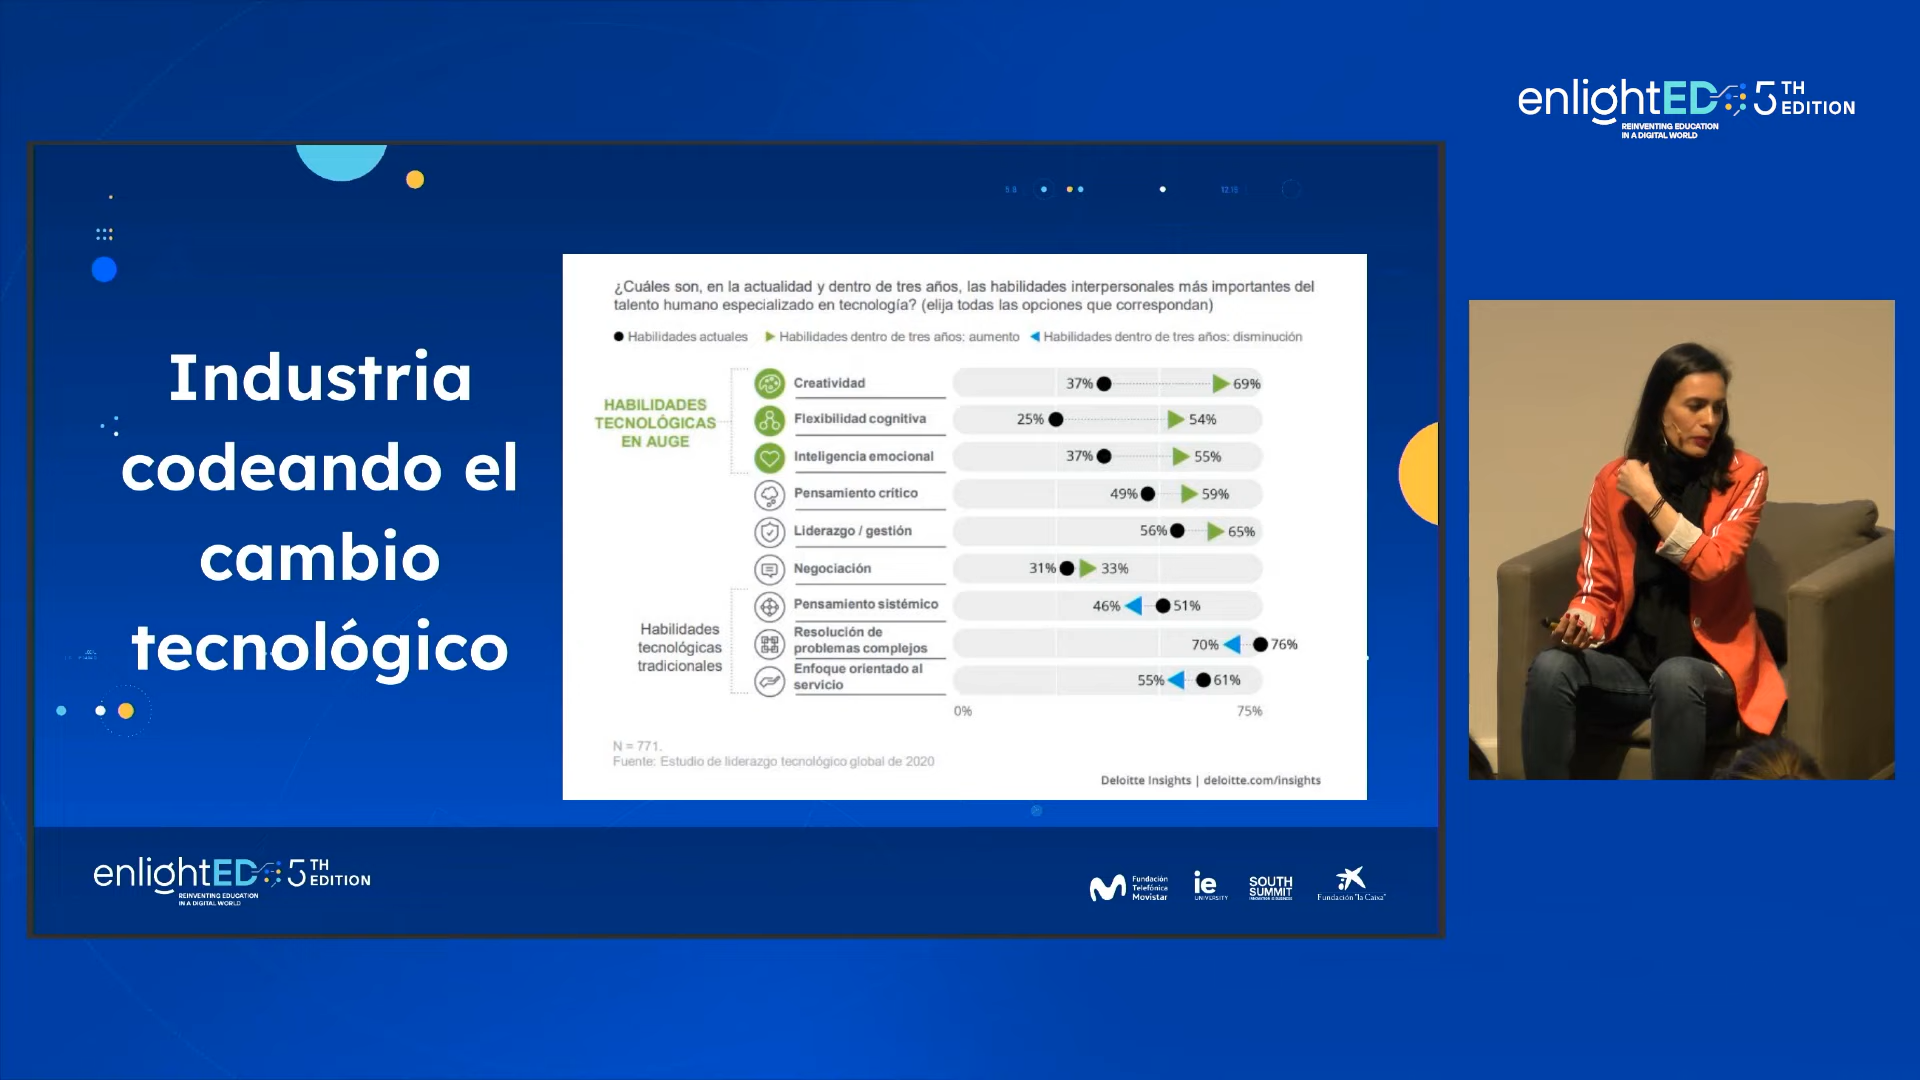 enlightED 5 TH EDITION
REINVENTING EDUCATION
IN A DIGITAL WORLD
Industria
codeando el
cambio
tecnológico
¿Cuáles son, en la actualidad y dentro de tres años, las habilidades interpersonales más importantes del
talento humano especializado en tecnología? (elija todas las opciones que correspondan)
Habilidades actuales Habilidades dentro de tres años: aumento Habilidades dentro de tres años: disminución
HABILIDADES
TECNOLÓGICAS
EN AUGE
Creatividad 37% 69%
Flexibilidad cognitiva 25% 54%
Inteligencia emocional 37% 55%
Pensamiento crítico 49% 59%
Liderazgo / gestión 56% 65%
Negociación 31% 33%
Habilidades
tecnológicas
tradicionales
Pensamiento sistémico 46% 51%
Resolución de
problemas complejos 70% 76%
Enfoque orientado al
servicio 55% 61%
0% 75%
N = 771.
Fuente: Estudio de liderazgo tecnológico global de 2020
Deloitte Insights | deloitte.com/insights
enlightED 5 TH EDITION
REINVENTING EDUCATION
IN A DIGITAL WORLD
Fundación
Telefónica
Movistar
ie
UNIVERSITY
SOUTH
SUMMIT
Fundación "la Caixa"